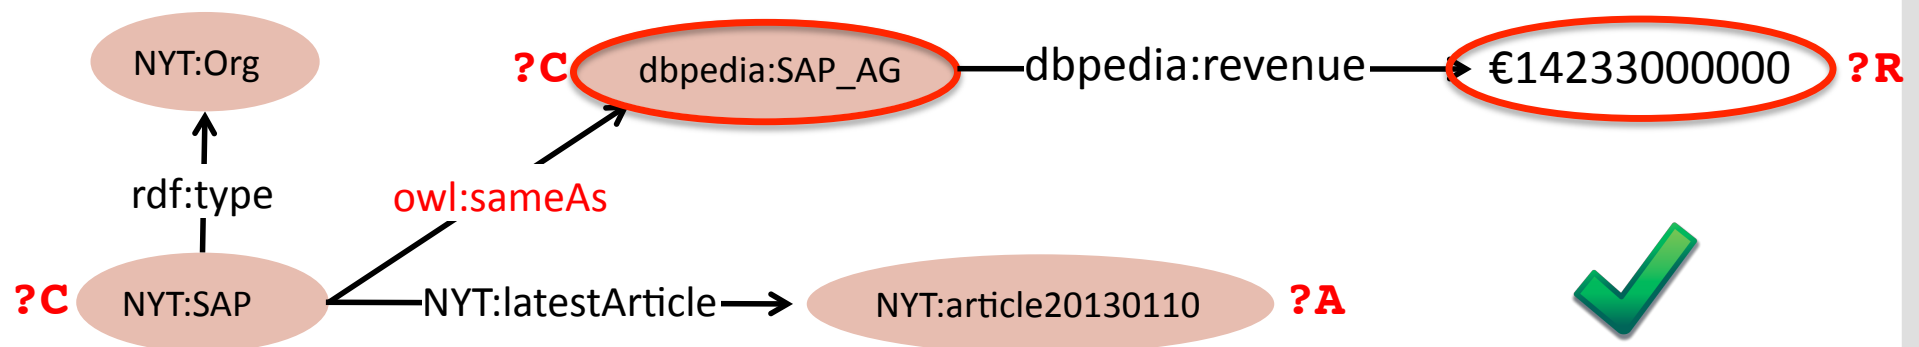 NYT:Org
?C
dbpedia:SAP_AG
dbpedia:revenue
€14233000000
?R
rdf:type
owl:sameAs
?C
NYT:SAP
NYT:latestArticle
NYT:article20130110
?A